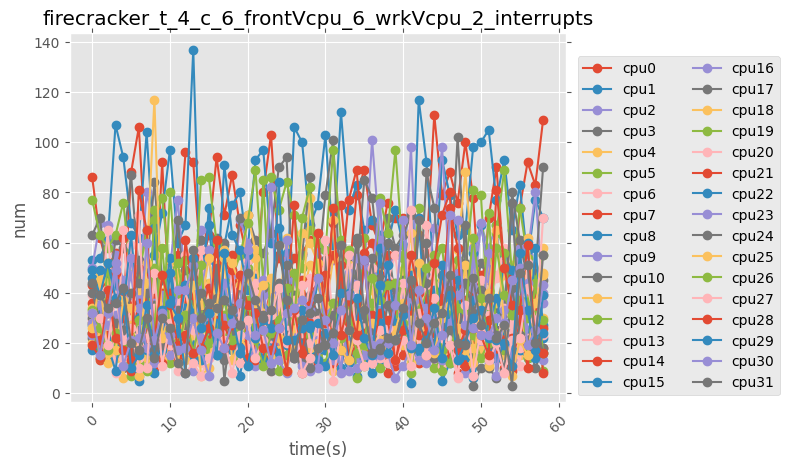 firecracker_t_4_c_6_frontVcpu_6_wrkVcpu_2_interrupts
140
120
100
80
60
40
20
0
num
0
10
20
30
40
50
60
time(s)
cpu0
cpu1
cpu2
cpu3
cpu4
cpu5
cpu6
cpu7
cpu8
cpu9
cpu10
cpu11
cpu12
cpu13
cpu14
cpu15
cpu16
cpu17
cpu18
cpu19
cpu20
cpu21
cpu22
cpu23
cpu24
cpu25
cpu26
cpu27
cpu28
cpu29
cpu30
cpu31